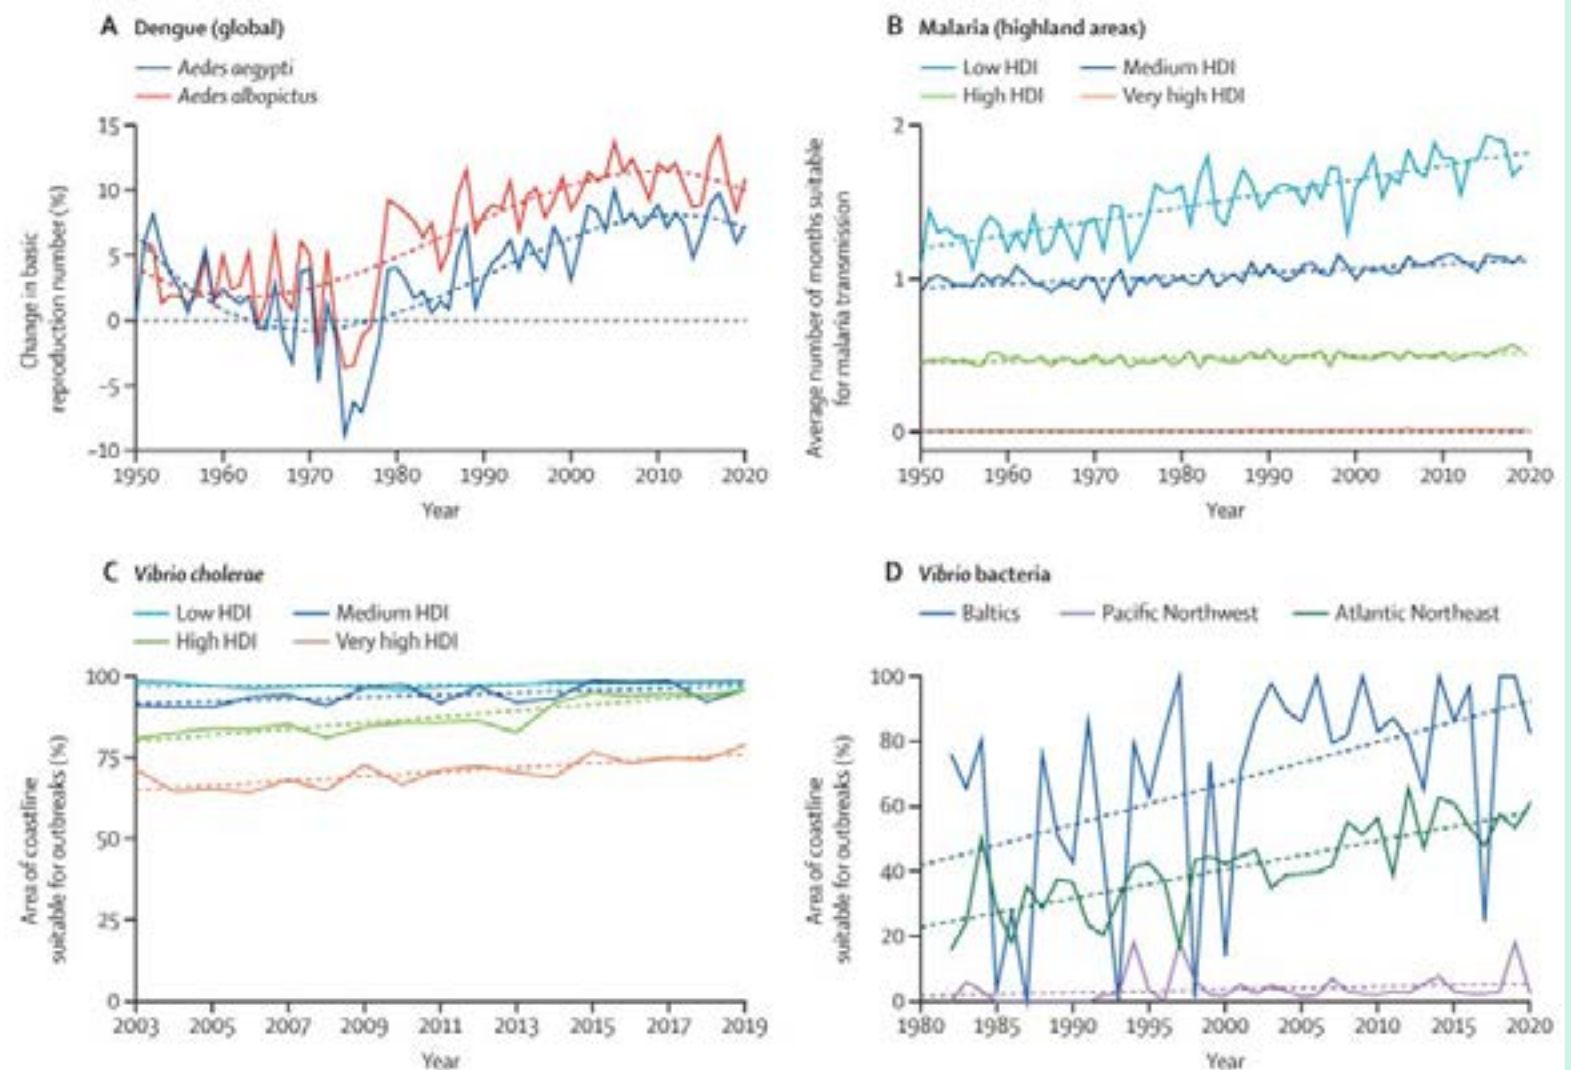 A Dengue (global)
Aedes aegypti
Aedes albopictus
Change in basic
reproduction number (%)
15
10
5
0
–5
–10
1950 1960 1970 1980 1990 2000 2010 2020
Year
B Malaria (highland areas)
Low HDI Medium HDI
High HDI Very high HDI
Average number of months suitable
for malaria transmission
2
1
0
1950 1960 1970 1980 1990 2000 2010 2020
Year
C Vibrio cholerae
Low HDI Medium HDI
High HDI Very high HDI
Area of coastline
suitable for outbreaks (%)
100
75
50
25
0
2003 2005 2007 2009 2011 2013 2015 2017 2019
Year
D Vibrio bacteria
Baltics Pacific Northwest Atlantic Northeast
Area of coastline
suitable for outbreaks (%)
100
80
60
40
20
0
1980 1985 1990 1995 2000 2005 2010 2015 2020
Year